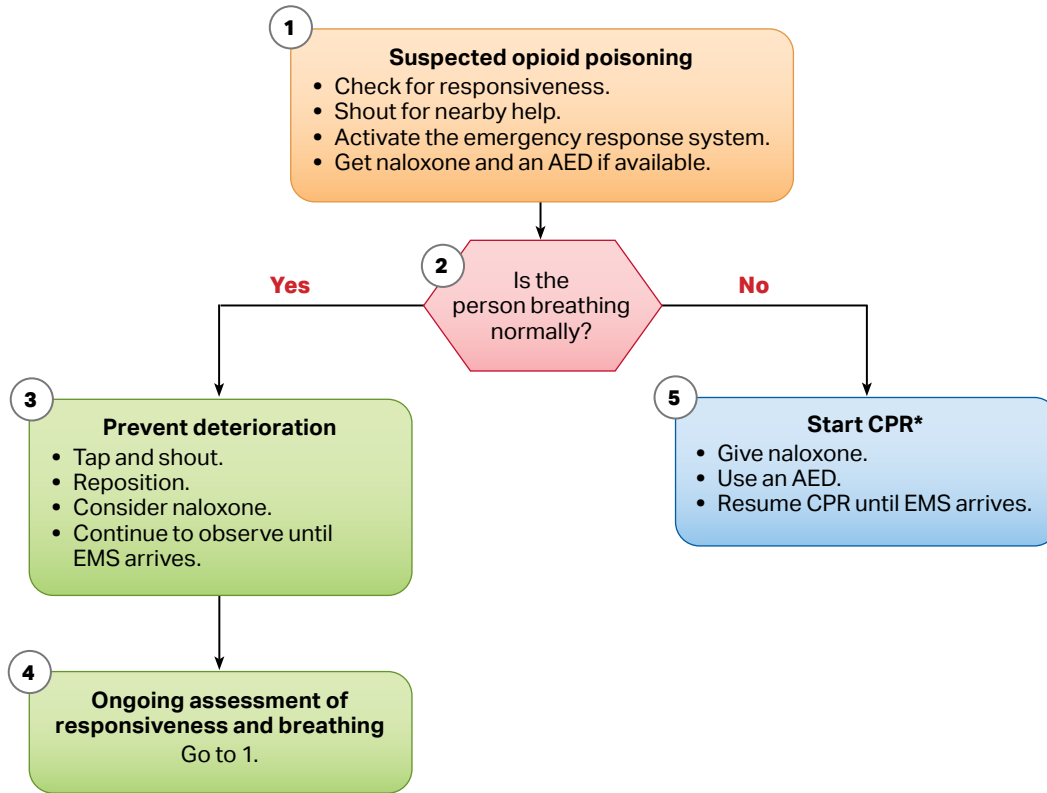 1
Suspected opioid poisoning
• Check for responsiveness.
• Shout for nearby help.
• Activate the emergency response system.
• Get naloxone and an AED if available.
2
Is the
person breathing
normally?
Yes
No
3
Prevent deterioration
• Tap and shout.
• Reposition.
• Consider naloxone.
• Continue to observe until
EMS arrives.
4
Ongoing assessment of
responsiveness and breathing
Go to 1.
5
Start CPR*
• Give naloxone.
• Use an AED.
• Resume CPR until EMS arrives.